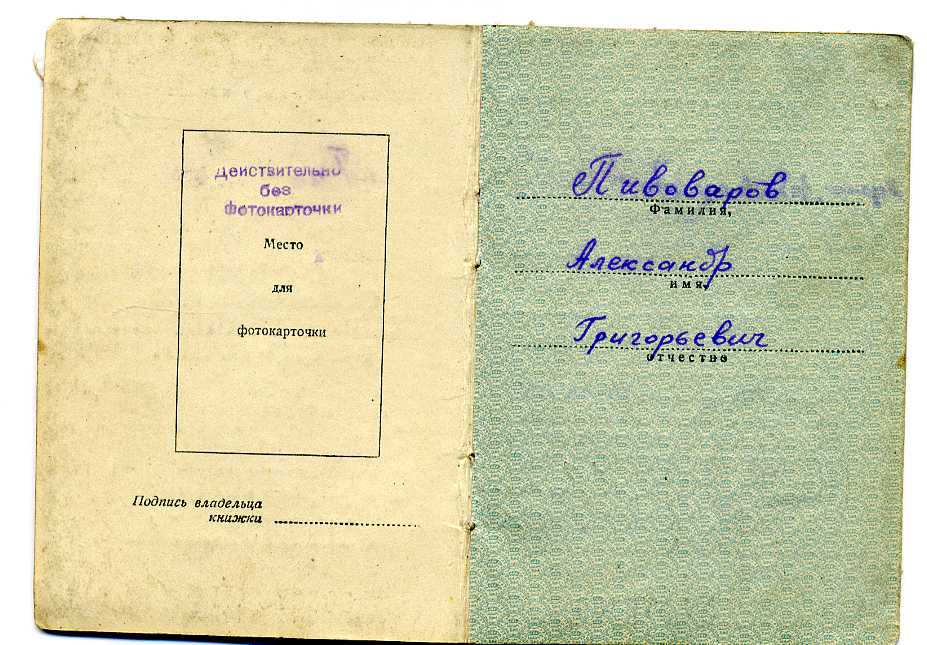 Действительно
без
фотокарточки
Место
для
фотокарточки
Подпись владельца
книжки
Пивоваров
Фамилия,
Александр
имя,
Григорьевич
отчество